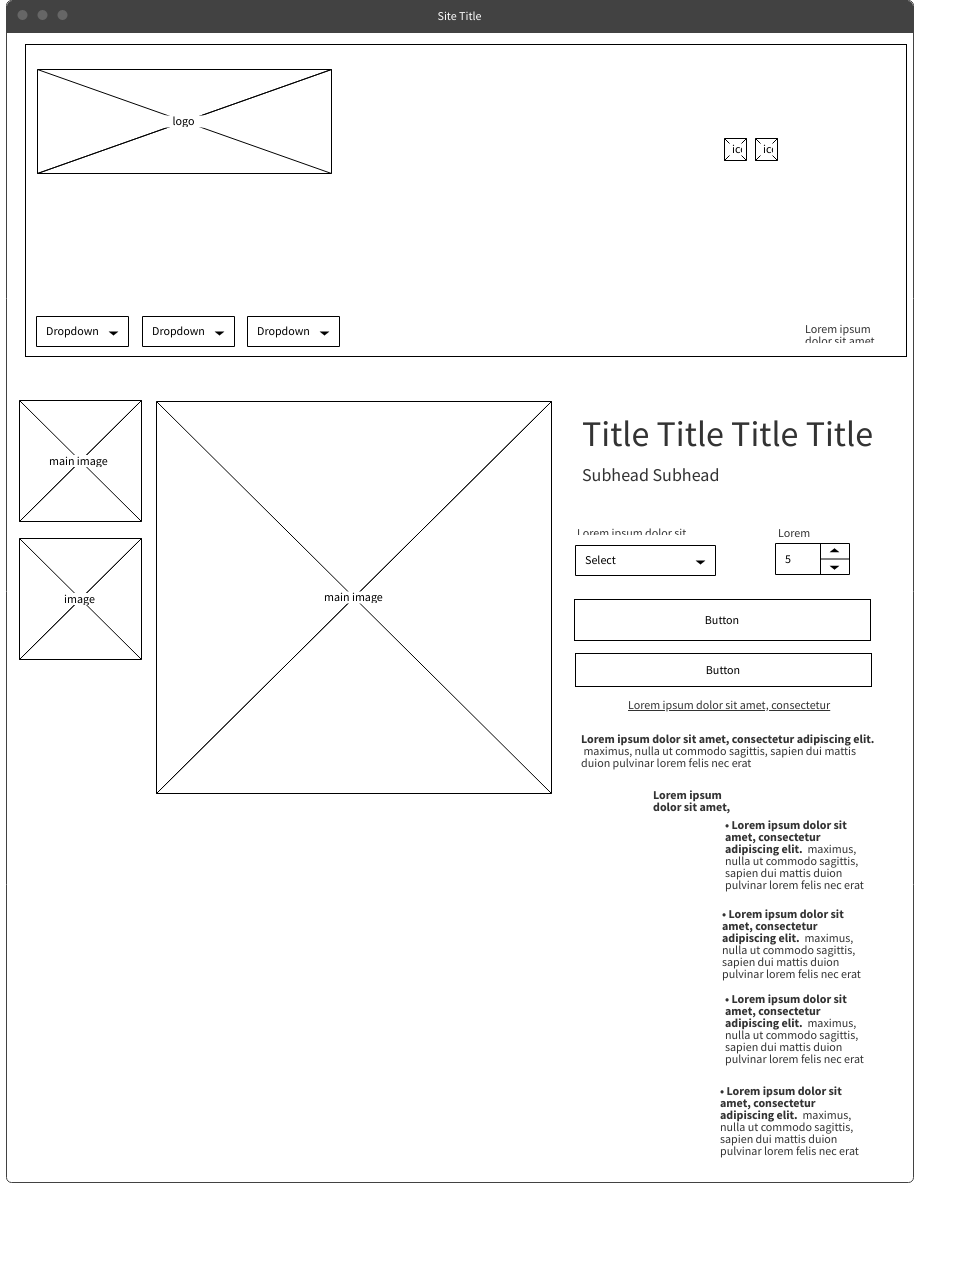 Site Title
logo
Dropdown
Dropdown
Dropdown
Lorem ipsum
dolor sit amet
main image
image
main image
Title Title Title Title
Subhead Subhead
Lorem ipsum dolor sit
Select
Lorem
5
Button
Button
Lorem ipsum dolor sit amet, consectetur
Lorem ipsum dolor sit amet, consectetur adipiscing elit.
maximus, nulla ut commodo sagittis, sapien dui mattis
duion pulvinar lorem felis nec erat
Lorem ipsum
dolor sit amet,
• Lorem ipsum dolor sit
amet, consectetur
adipiscing elit. maximus,
nulla ut commodo sagittis,
sapien dui mattis duion
pulvinar lorem felis nec erat
• Lorem ipsum dolor sit
amet, consectetur
adipiscing elit. maximus,
nulla ut commodo sagittis,
sapien dui mattis duion
pulvinar lorem felis nec erat
• Lorem ipsum dolor sit
amet, consectetur
adipiscing elit. maximus,
nulla ut commodo sagittis,
sapien dui mattis duion
pulvinar lorem felis nec erat
• Lorem ipsum dolor sit
amet, consectetur
adipiscing elit. maximus,
nulla ut commodo sagittis,
sapien dui mattis duion
pulvinar lorem felis nec erat